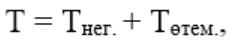 T = Tнег. + Tөтем.,